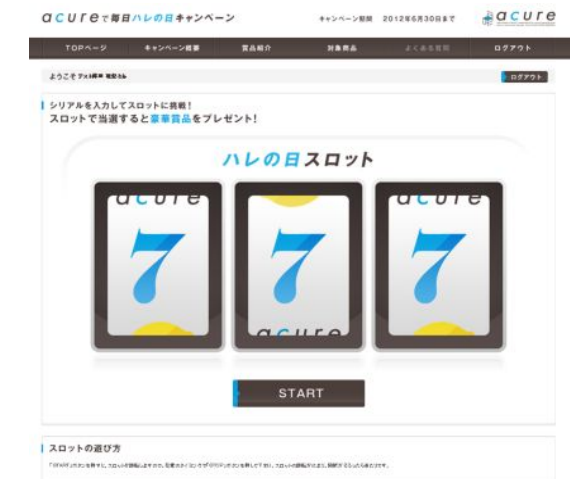 acureで毎日ハレの日キャンペーン
キャンペーン期間 2012年6月30日まで
acure
TOPページ キャンペーン概要 賞品紹介 対象商品 よくある質問 ログアウト
ようこそ
ログアウト
シリアルを入力してスロットに挑戦！
スロットで当選すると豪華賞品をプレゼント！
ハレの日スロット
acure acure
7 7 7
acure
START
スロットの遊び方